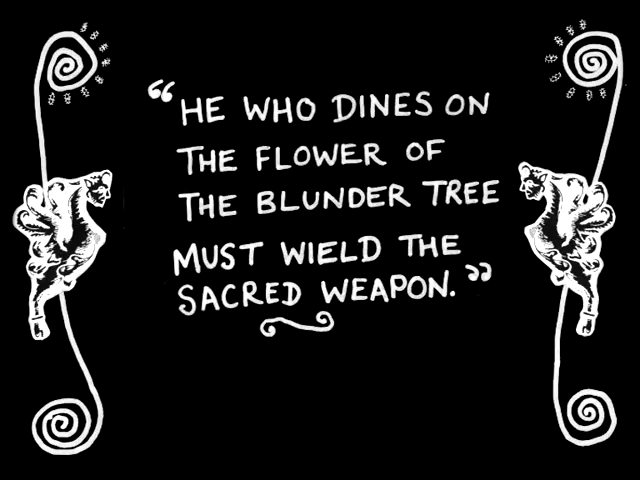 “HE WHO DINES ON
THE FLOWER OF
THE BLUNDER TREE
MUST WIELD THE
SACRED WEAPON.”